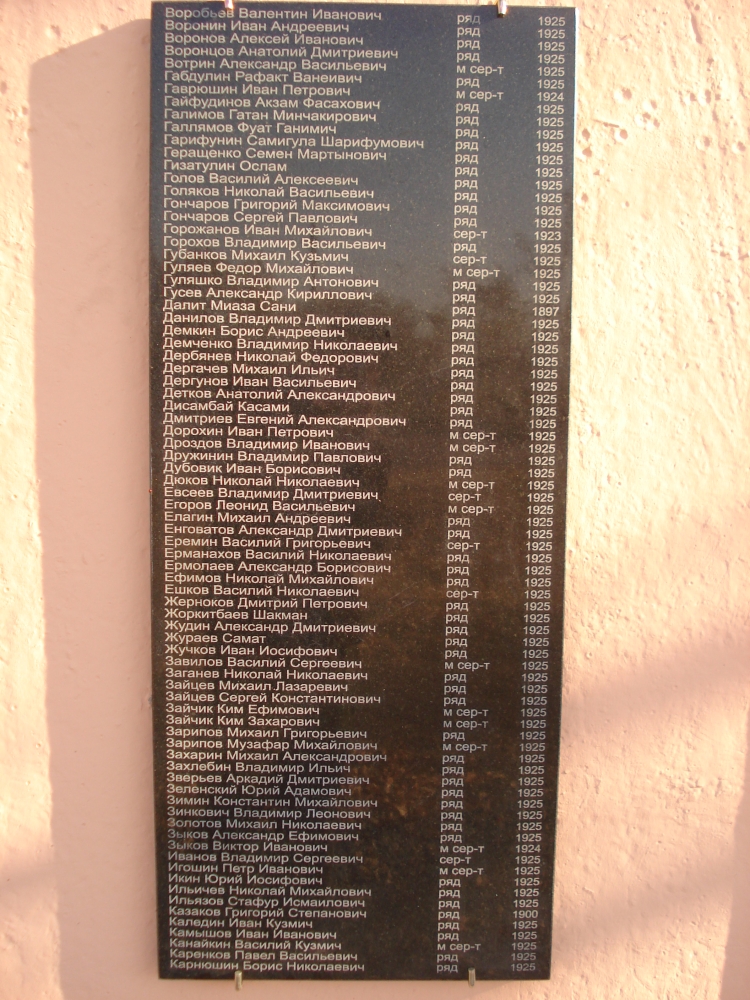 Воробьев Валентин Иванович ряд 1925
Воронин Иван Андреевич ряд 1925
Воронов Алексей Иванович ряд 1925
Воронцов Анатолий Дмитриевич ряд 1925
Вотрин Александр Васильевич м сер-т 1925
Габдулин Рафакт Ванеивич ряд 1925
Гаврюшин Иван Петрович м сер-т 1924
Гайфудинов Акзам Фасахович ряд 1925
Галимов Гатан Минчакирович ряд 1925
Галлямов Фуат Ганимич ряд 1925
Гарифунин Самигула Шарифумович ряд 1925
Геращенко Семен Мартынович ряд 1925
Гизатулин Ослам ряд 1925
Голов Василий Алексеевич ряд 1925
Голяков Николай Васильевич ряд 1925
Гончаров Григорий Максимович ряд 1925
Гончаров Сергей Павлович ряд 1925
Горожанов Иван Михайлович сер-т 1923
Горохов Владимир Васильевич ряд 1925
Губанков Михаил Кузьмич сер-т 1925
Гуляев Федор Михайлович м сер-т 1925
Гуляшко Владимир Антонович ряд 1925
Гусев Александр Кириллович ряд 1925
Далит Миаза Сани ряд 1897
Данилов Владимир Дмитриевич ряд 1925
Демкин Борис Андреевич ряд 1925
Демченко Владимир Николаевич ряд 1925
Дербянев Николай Федорович ряд 1925
Дергачев Михаил Ильич ряд 1925
Дергунов Иван Васильевич ряд 1925
Детков Анатолий Александрович ряд 1925
Дисамбай Касами ряд 1925
Дмитриев Евгений Александрович ряд 1925
Дорохин Иван Петрович м сер-т 1925
Дроздов Владимир Иванович м сер-т 1925
Дружинин Владимир Павлович ряд 1925
Дубовик Иван Борисович ряд 1925
Дюков Николай Николаевич м сер-т 1925
Евсеев Владимир Дмитриевич сер-т 1925
Егоров Леонид Васильевич м сер-т 1925
Елагин Михаил Андреевич ряд 1925
Енговатов Александр Дмитриевич ряд 1925
Еремин Василий Григорьевич сер-т 1925
Ерманахов Василий Николаевич ряд 1925
Ермолаев Александр Борисович ряд 1925
Ефимов Николай Михайлович ряд 1925
Ешков Василий Николаевич сер-т 1925
Жерноков Дмитрий Петрович ряд 1925
Жоркитбаев Шакман ряд 1925
Жудин Александр Дмитриевич ряд 1925
Жураев Самат ряд 1925
Жучков Иван Иосифович ряд 1925
Завилов Василий Сергеевич м сер-т 1925
Заганев Николай Николаевич ряд 1925
Зайцев Михаил Лазаревич ряд 1925
Зайцев Сергей Константинович ряд 1925
Зайчик Ким Ефимович м сер-т 1925
Зайчик Ким Захарович м сер-т 1925
Зарипов Михаил Григорьевич ряд 1925
Зарипов Музафар Михайлович м сер-т 1925
Захарин Михаил Александрович ряд 1925
Захлебин Владимир Ильич ряд 1925
Зверьев Аркадий Дмитриевич ряд 1925
Зеленский Юрий Адамович ряд 1925
Зимин Константин Михайлович ряд 1925
Зинкович Владимир Леонович ряд 1925
Золотов Михаил Николаевич ряд 1925
Зыков Александр Ефимович ряд 1925
Зыков Виктор Иванович м сер-т 1924
Иванов Владимир Сергеевич сер-т 1925
Игошин Петр Иванович м сер-т 1925
Икин Юрий Иосифович ряд 1925
Ильичев Николай Михайлович ряд 1925
Ильязов Стафур Исмаилович ряд 1925
Казаков Григорий Степанович ряд 1900
Каледин Иван Кузмич ряд 1925
Камышов Иван Иванович ряд 1925
Канайкин Василий Кузмич м сер-т 1925
Каренков Павел Васильевич ряд 1925
Карнюшин Борис Николаевич ряд 1925